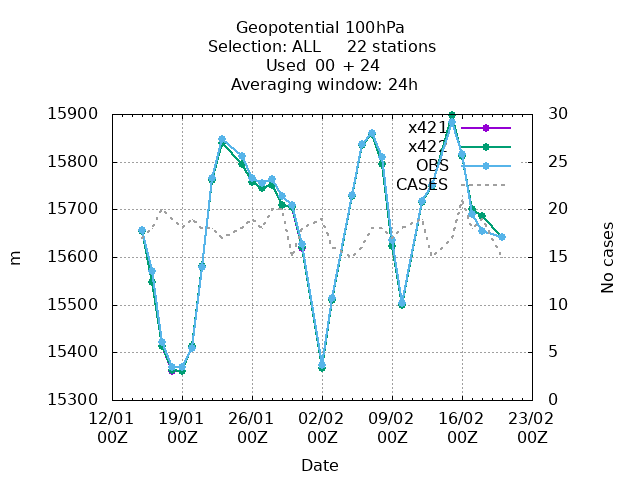 Geopotential 100hPa
Selection: ALL     22 stations
Used  00  + 24
Averaging window: 24h
15900
15800
15700
15600
15500
15400
15300
30
25
20
15
10
5
0
x421
x422
OBS
CASES
m
No cases
12/01 19/01 26/01 02/02 09/02 16/02 23/02
00Z 00Z 00Z 00Z 00Z 00Z 00Z
Date